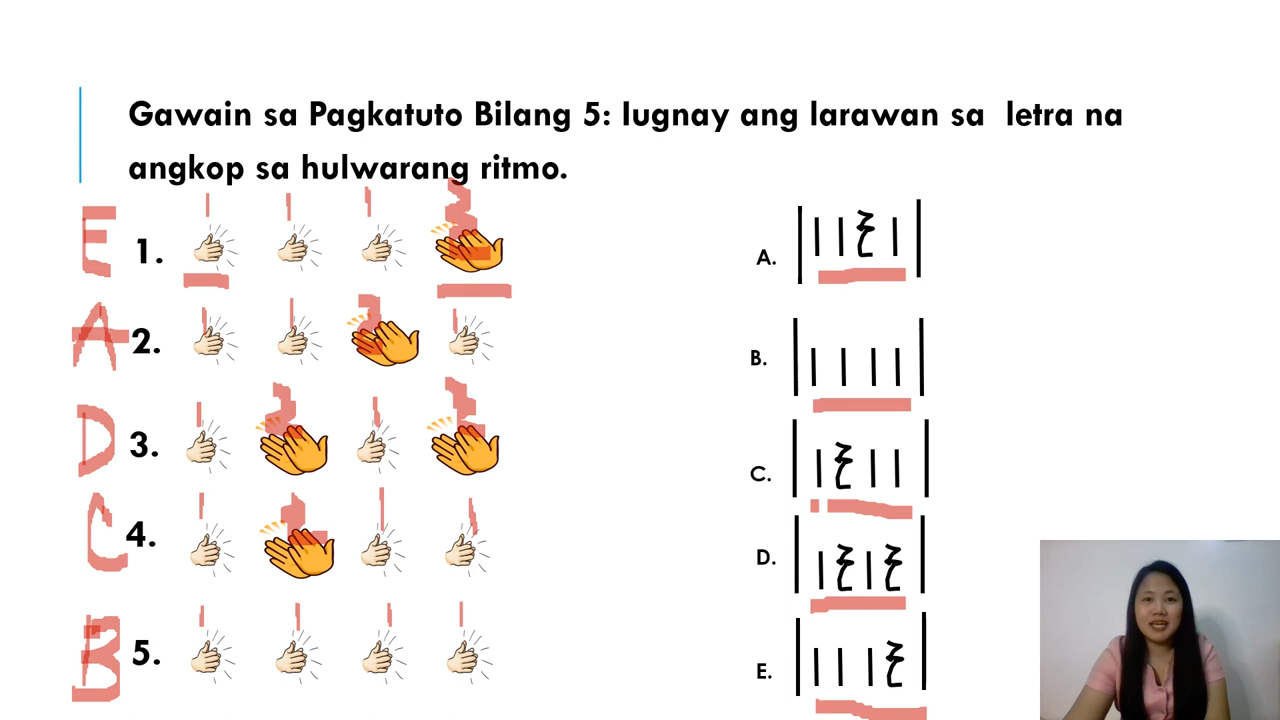 Gawain sa Pagkatuto Bilang 5: Iugnay ang larawan sa letra na
angkop sa hulwarang ritmo.
E 1.
A 2.
D 3.
C 4.
B 5.
A.
B.
C.
D.
E.